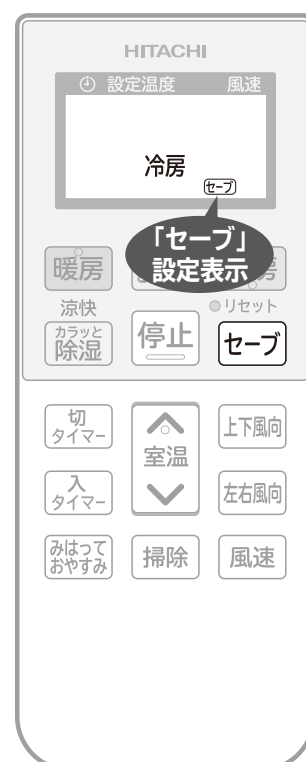 HITACHI
設定温度 風速
冷房
セーブ
「セーブ」
設定表示
暖房
涼快
カラッと
除湿
停止
リセット
セーブ
切
タイマー
室温
上下風向
入
タイマー
左右風向
みはって
おやすみ
掃除
風速